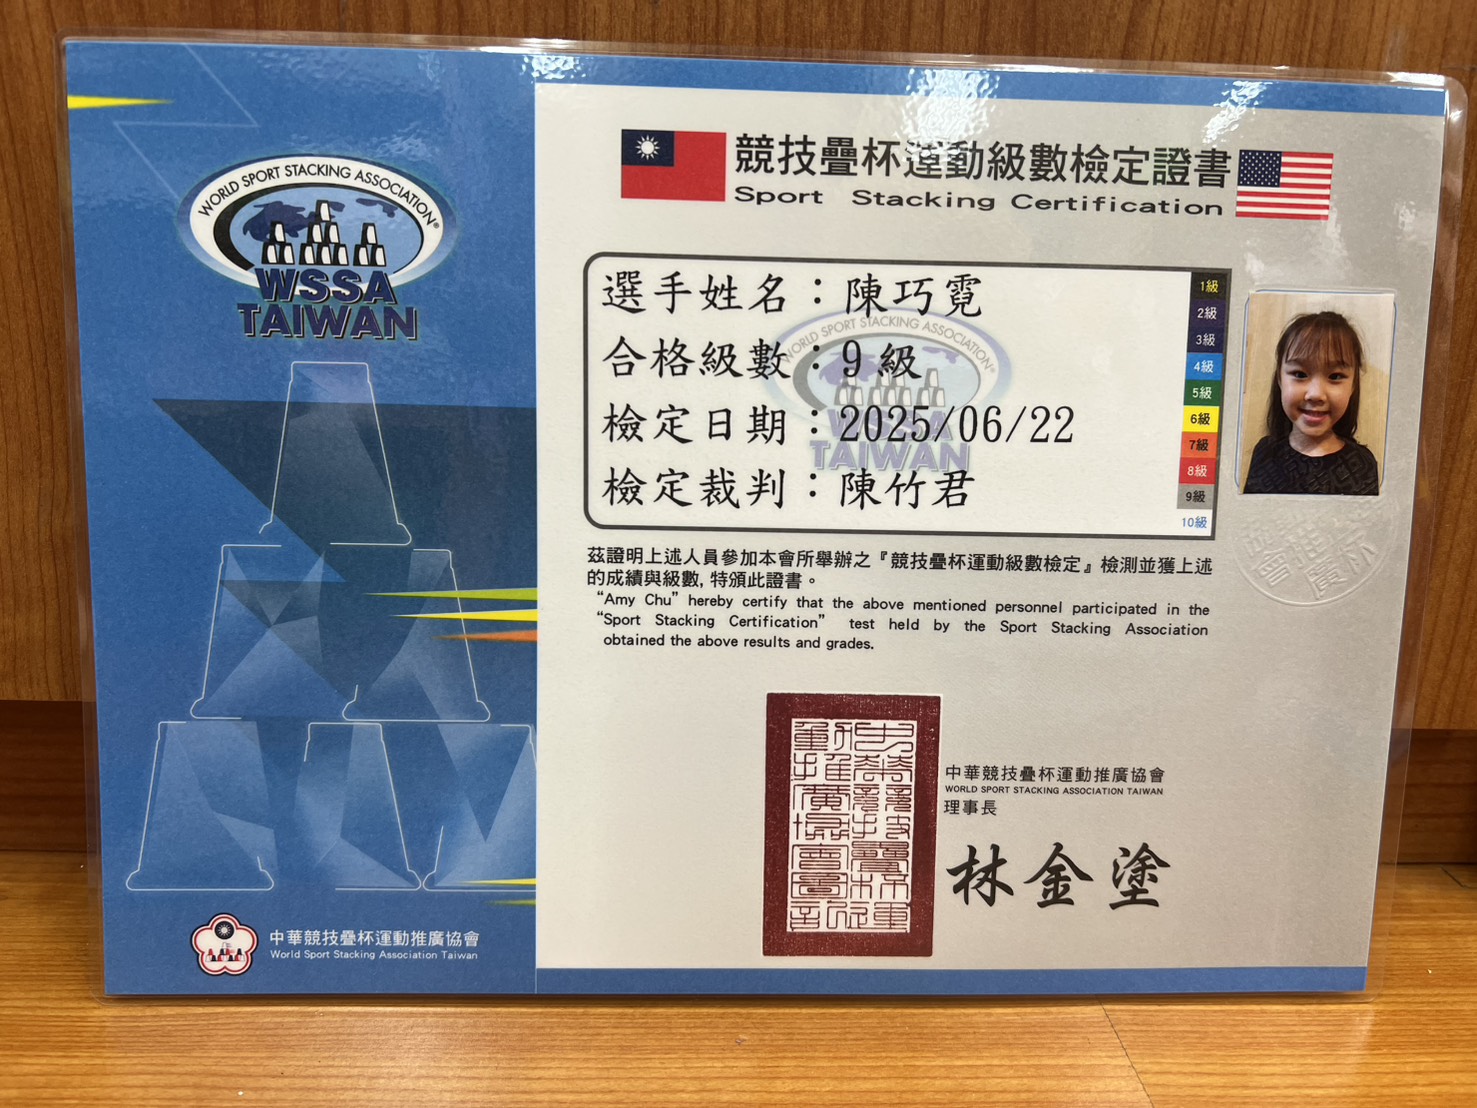 WORLD SPORT STACKING ASSOCIATION®
WSSA
TAIWAN
競技疊杯運動級數檢定證書
Sport Stacking Certification
選手姓名：陳巧霓
合格級數：9 級
檢定日期：2025/06/22
檢定裁判：陳竹君
WORLD SPORT STACKING ASSOCIATION®
WSSA
TAIWAN
1級
2級
3級
4級
5級
6級
7級
8級
9級
10級
茲證明上述人員參加本會所舉辦之『競技疊杯運動級數檢定』檢測並獲上述
的成績與級數, 特頒此證書。
“Amy Chu” hereby certify that the above mentioned personnel participated in the
“Sport Stacking Certification” test held by the Sport Stacking Association
obtained the above results and grades.
中華競技疊杯運動推廣協會
WORLD SPORT STACKING ASSOCIATION TAIWAN
理事長
林金塗
中華競技疊杯運動推廣協會
World Sport Stacking Association Taiwan